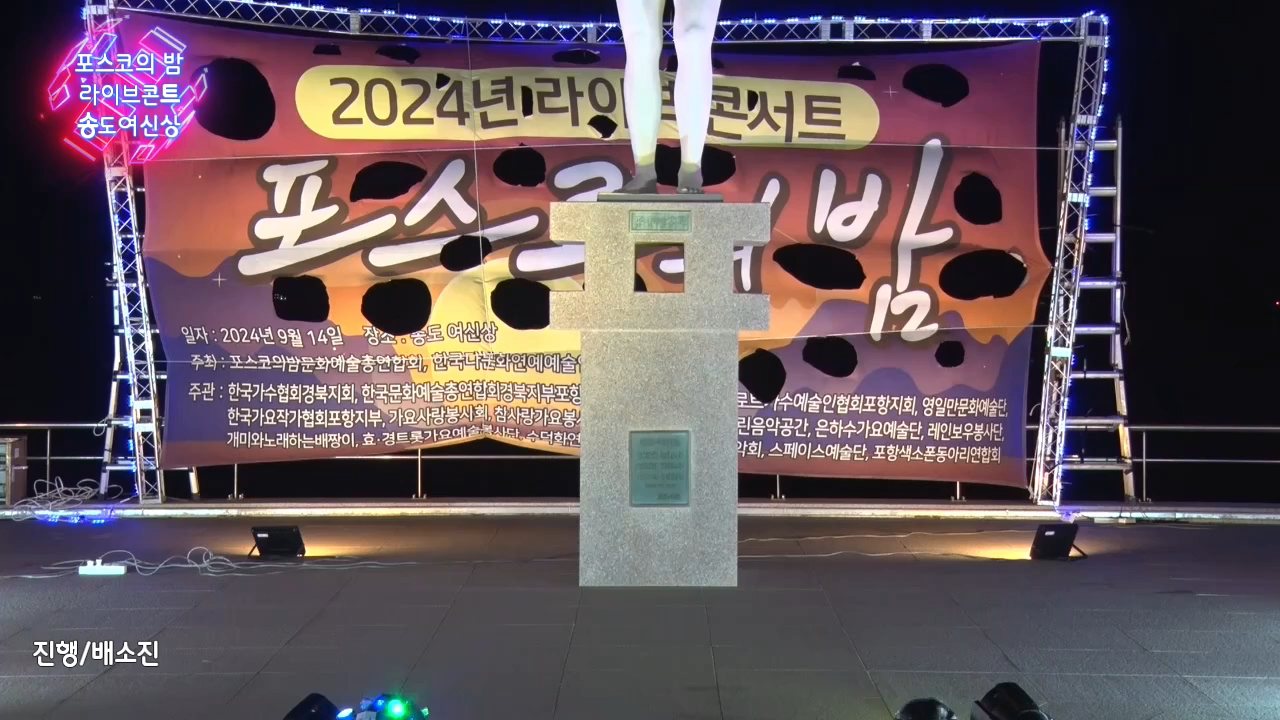 포스코의 밤
라이브콘트
송도여신상
2024년 라이브콘서트
포스코의 밤
일자 : 2024년 9월 14일 장소 : 송도 여신상
주최 : 포스코의밤문화예술총연합회,
주관 : 한국가수협회경북지회, 한국문화예술총연합회경북지부포항 가수예술인협회포항지회, 영일만문화예술단,
한국가요작가협회포항지부, 가요사랑봉사회, 참사랑가요봉 린음악공간, 은하수가요예술단, 레인보우봉사단,
개미와노래하는배짱이, 효·경트롯가요예술봉사단, 수덕화연 악회, 스페이스예술단, 포항색소폰동아리연합회
진행/배소진